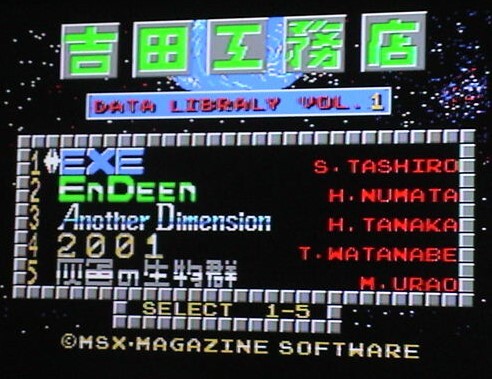 吉田工務店
DATA LIBRALY VOL.1
1 EXE S.TASHIRO
2 EnDEEn H.NUMATA
3 Another Dimension H.TANAKA
4 2001 T.WATANABE
5 灰色の生物群 M.URAO
SELECT 1-5
©MSX・MAGAZINE SOFTWARE